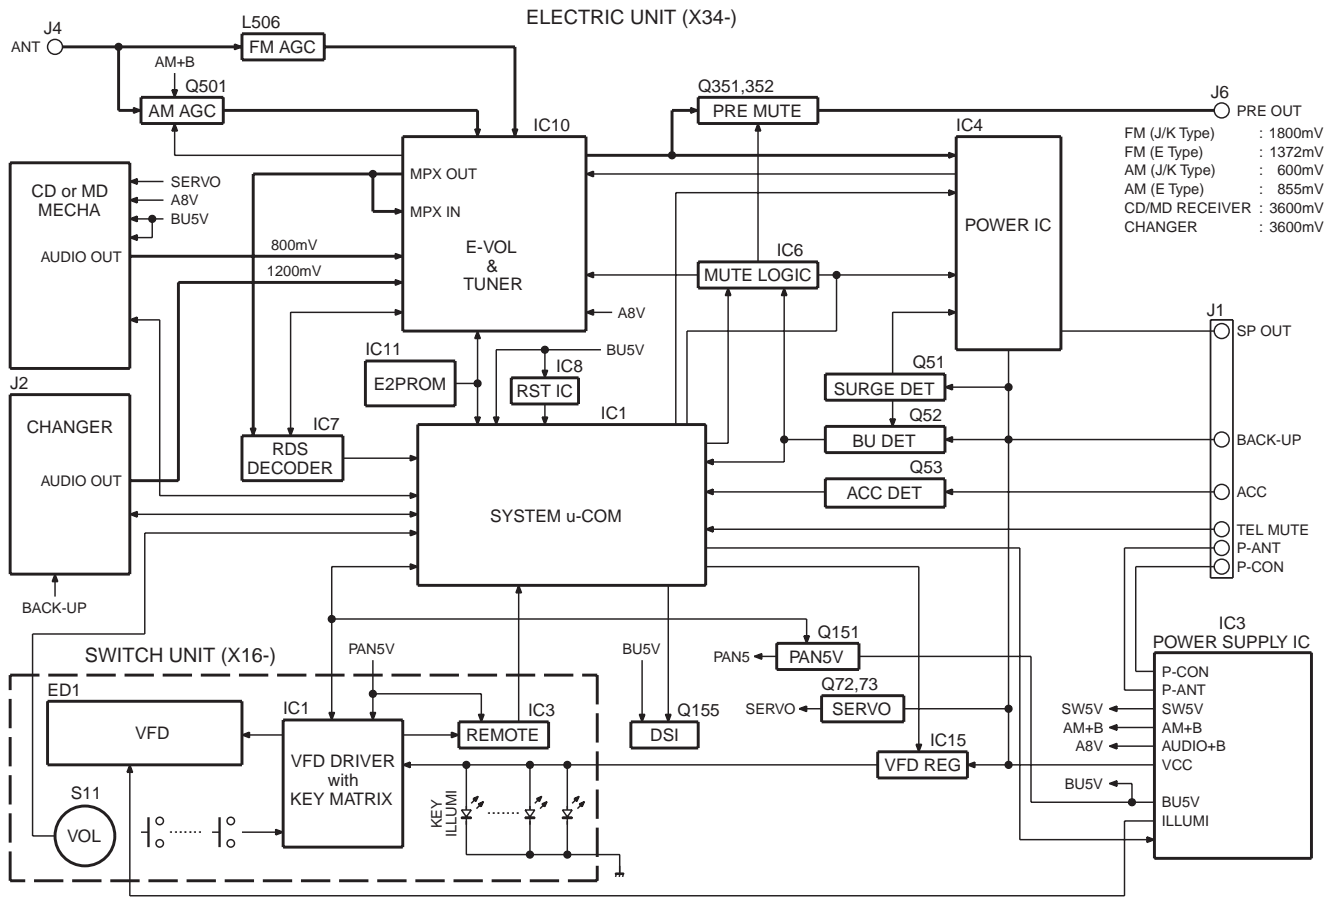 ELECTRIC UNIT (X34-)
J4
ANT
L506
FM AGC
AM+B
Q501
AM AGC
IC10
MPX OUT
MPX IN
E-VOL
&
TUNER
A8V
Q351,352
PRE MUTE
IC4
POWER IC
J6
PRE OUT
FM (J/K Type) : 1800mV
FM (E Type) : 1372mV
AM (J/K Type) : 600mV
AM (E Type) : 855mV
CD/MD RECEIVER : 3600mV
CHANGER : 3600mV
CD or MD
MECHA
SERVO
A8V
BU5V
AUDIO OUT
800mV
1200mV
IC6
MUTE LOGIC
J1
SP OUT
BACK-UP
ACC
TEL MUTE
P-ANT
P-CON
J2
CHANGER
AUDIO OUT
BACK-UP
IC11
E2PROM
BU5V
IC8
RST IC
IC7
RDS
DECODER
IC1
SYSTEM u-COM
Q51
SURGE DET
Q52
BU DET
Q53
ACC DET
IC3
POWER SUPPLY IC
P-CON
P-ANT
SW5V
SW5V
AM+B
AM+B
A8V
AUDIO+B
VCC
BU5V
BU5V
ILLUMI
Q151
PAN5
PAN5V
Q72,73
SERVO
SERVO
IC15
VFD REG
BU5V
Q155
DSI
SWITCH UNIT (X16-)
PAN5V
ED1
VFD
IC1
VFD DRIVER
with
KEY MATRIX
IC3
REMOTE
S11
VOL
KEY
ILLUMI